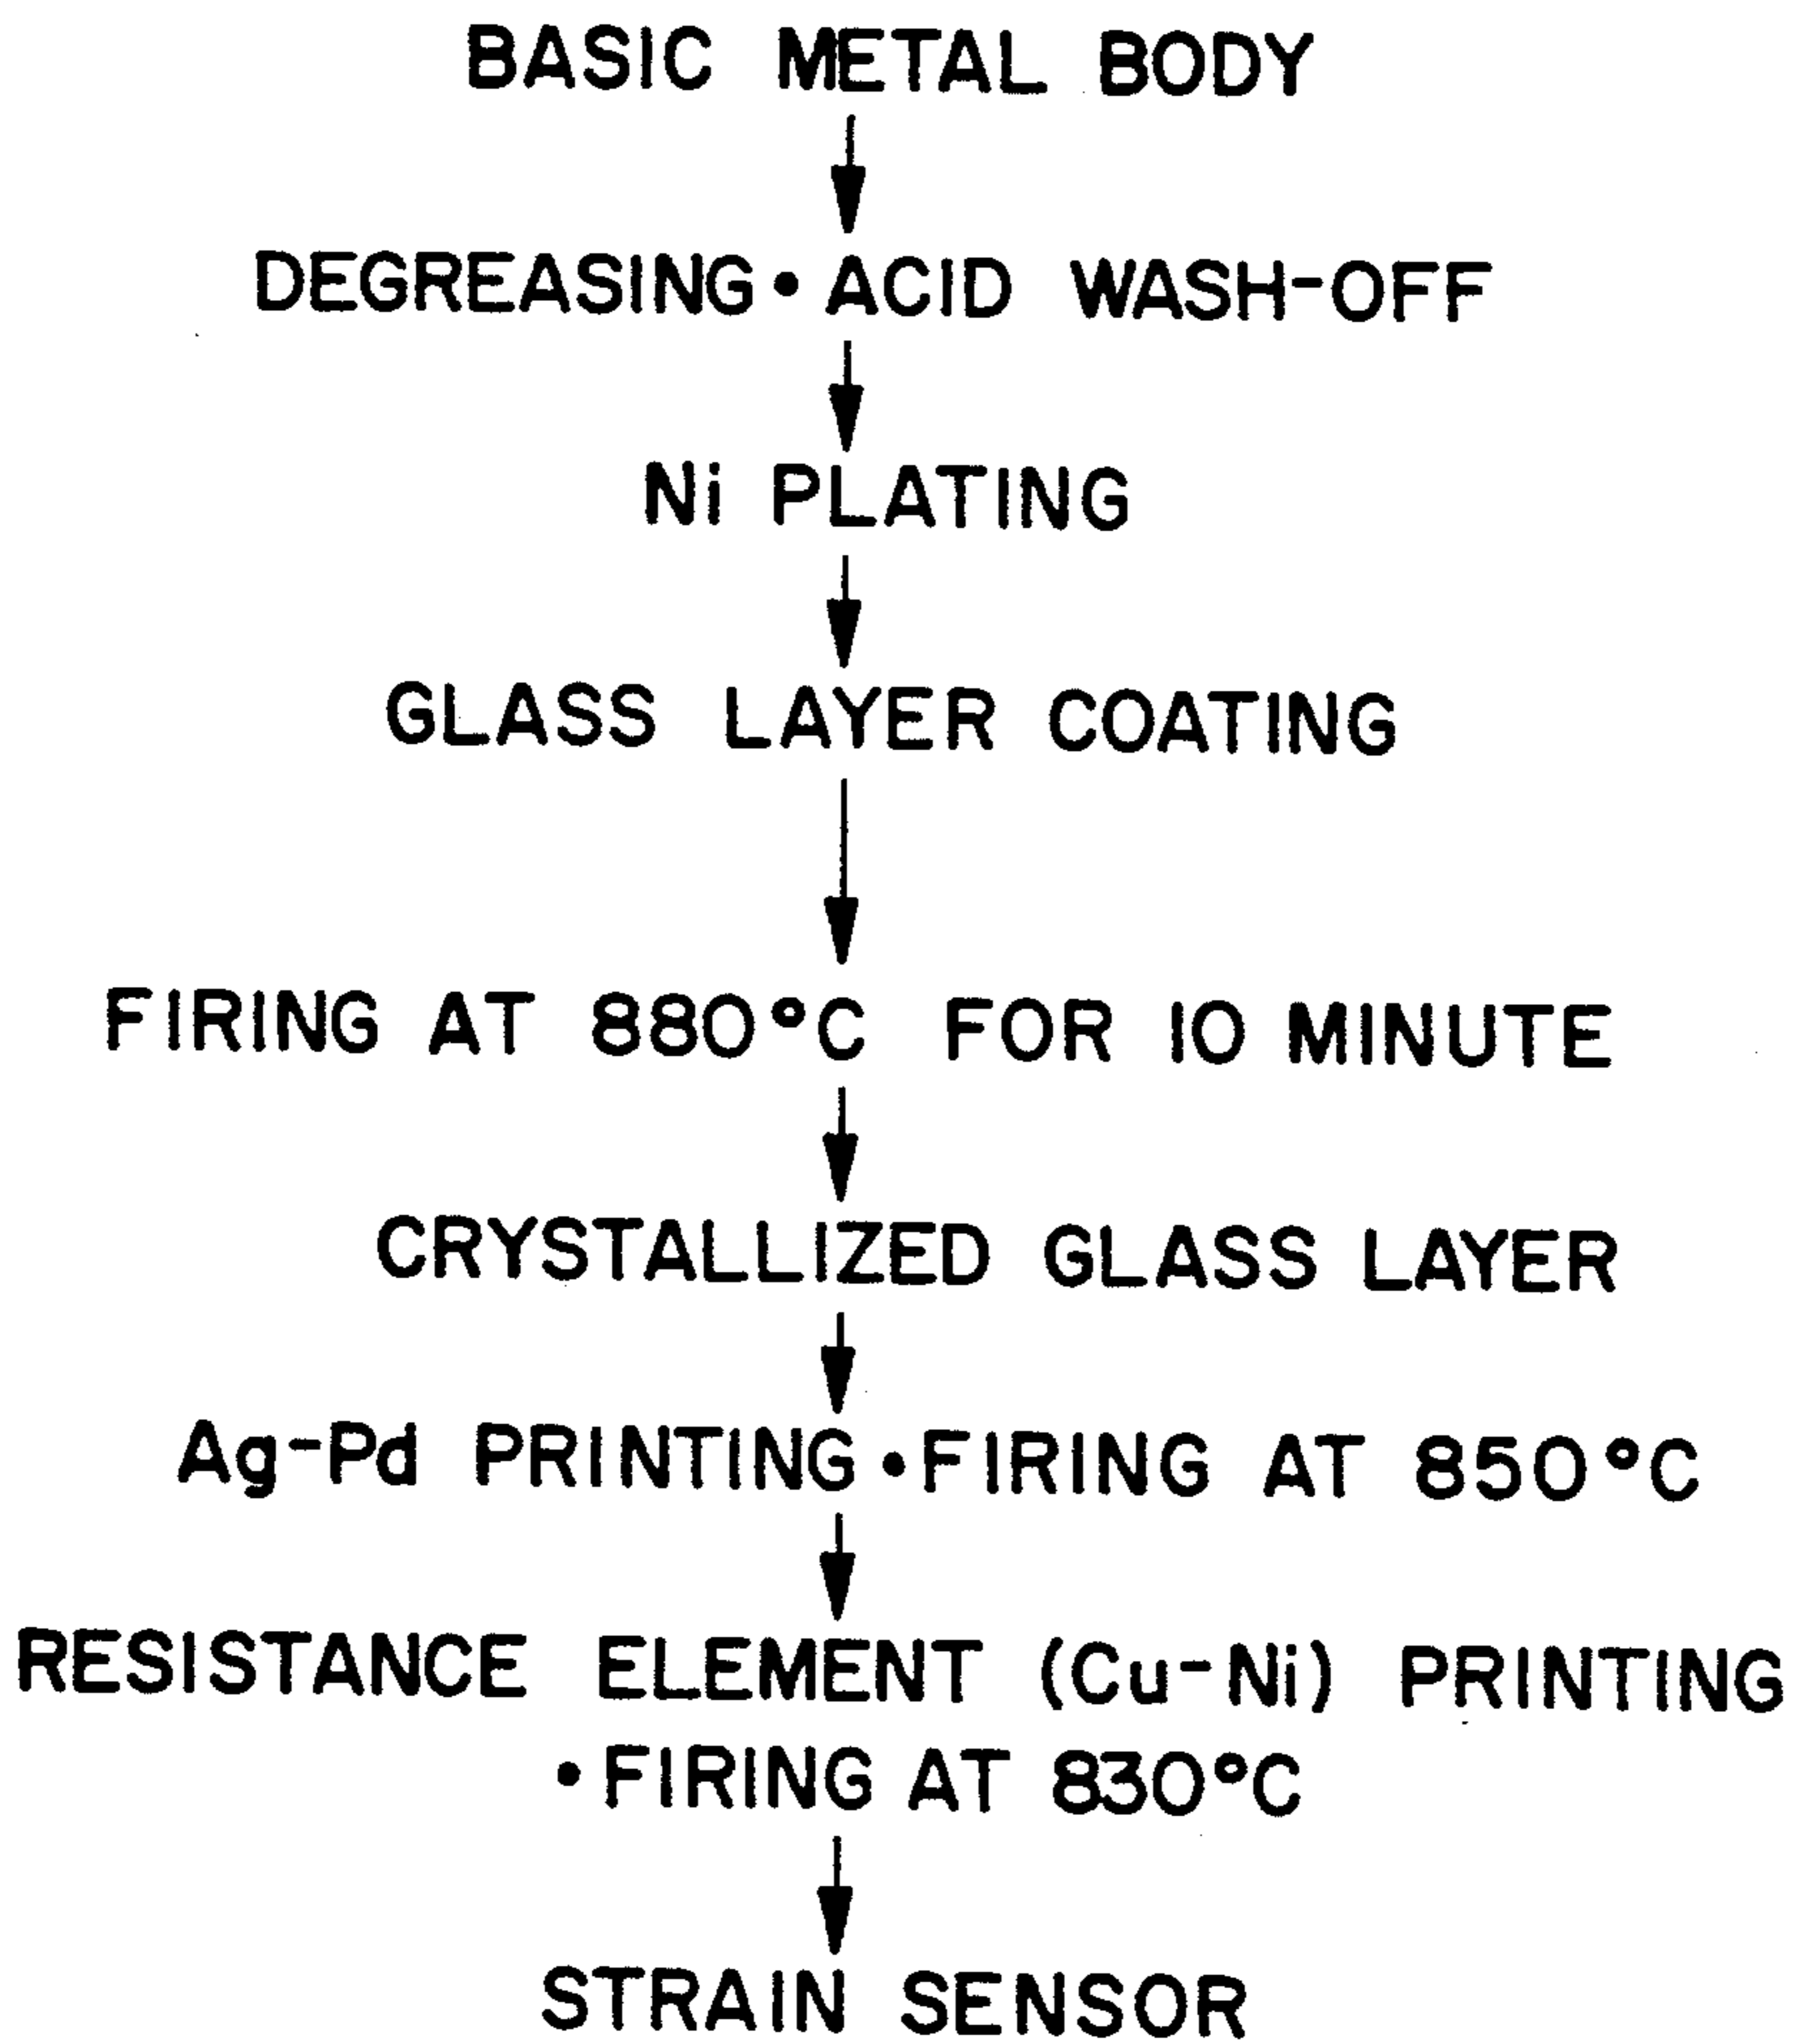 BASIC METAL BODY
DEGREASING • ACID WASH-OFF
Ni PLATING
GLASS LAYER COATING
FIRING AT 880°C FOR 10 MINUTE
CRYSTALLIZED GLASS LAYER
Ag-Pd PRINTING • FIRING AT 850°C
RESISTANCE ELEMENT (Cu-Ni) PRINTING
• FIRING AT 830°C
STRAIN SENSOR